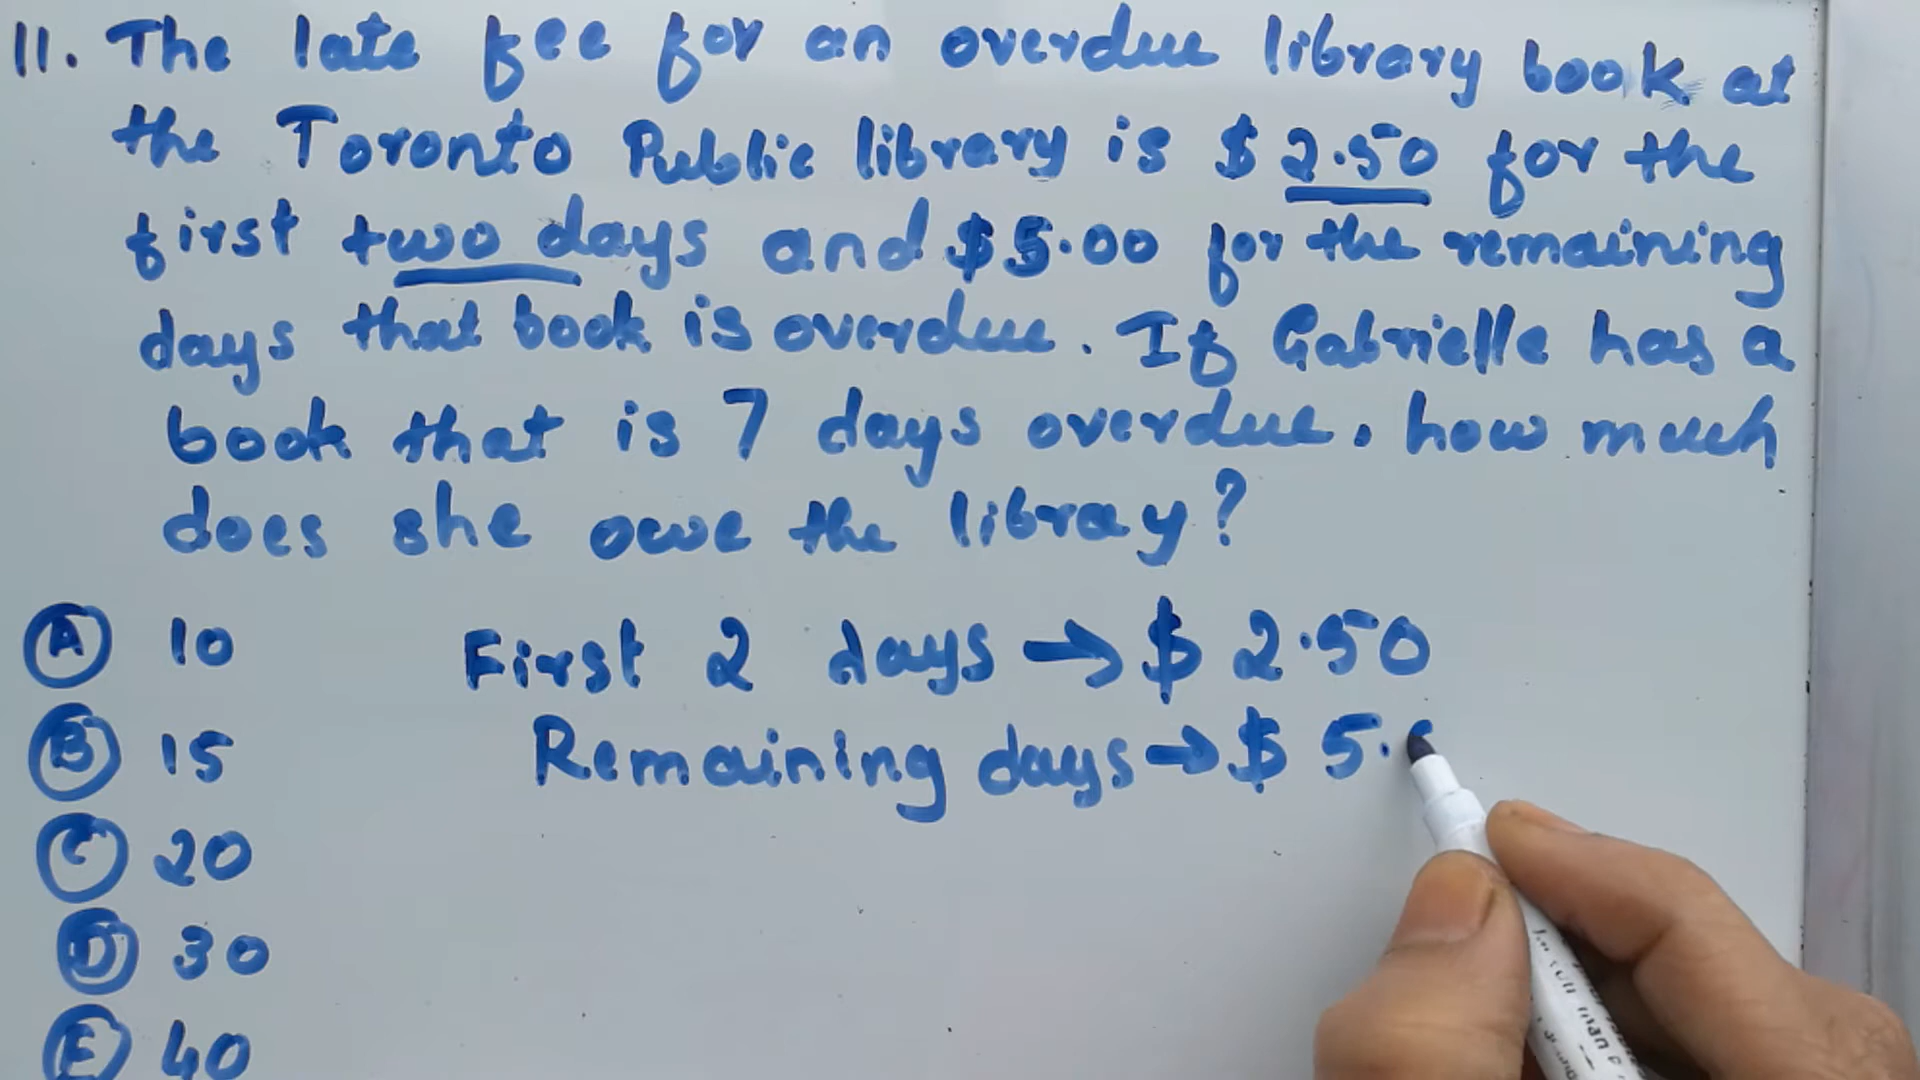 11. The late fee for an overdue library book at
the Toronto Public library is $ 2.50 for the
first two days and $5.00 for the remaining
days that book is overdue. If Gabrielle has a
book that is 7 days overdue. how much
does she owe the library?
A 10
First 2 days → $ 2.50
B 15
Remaining days → $ 5.
C 20
D 30
E 40